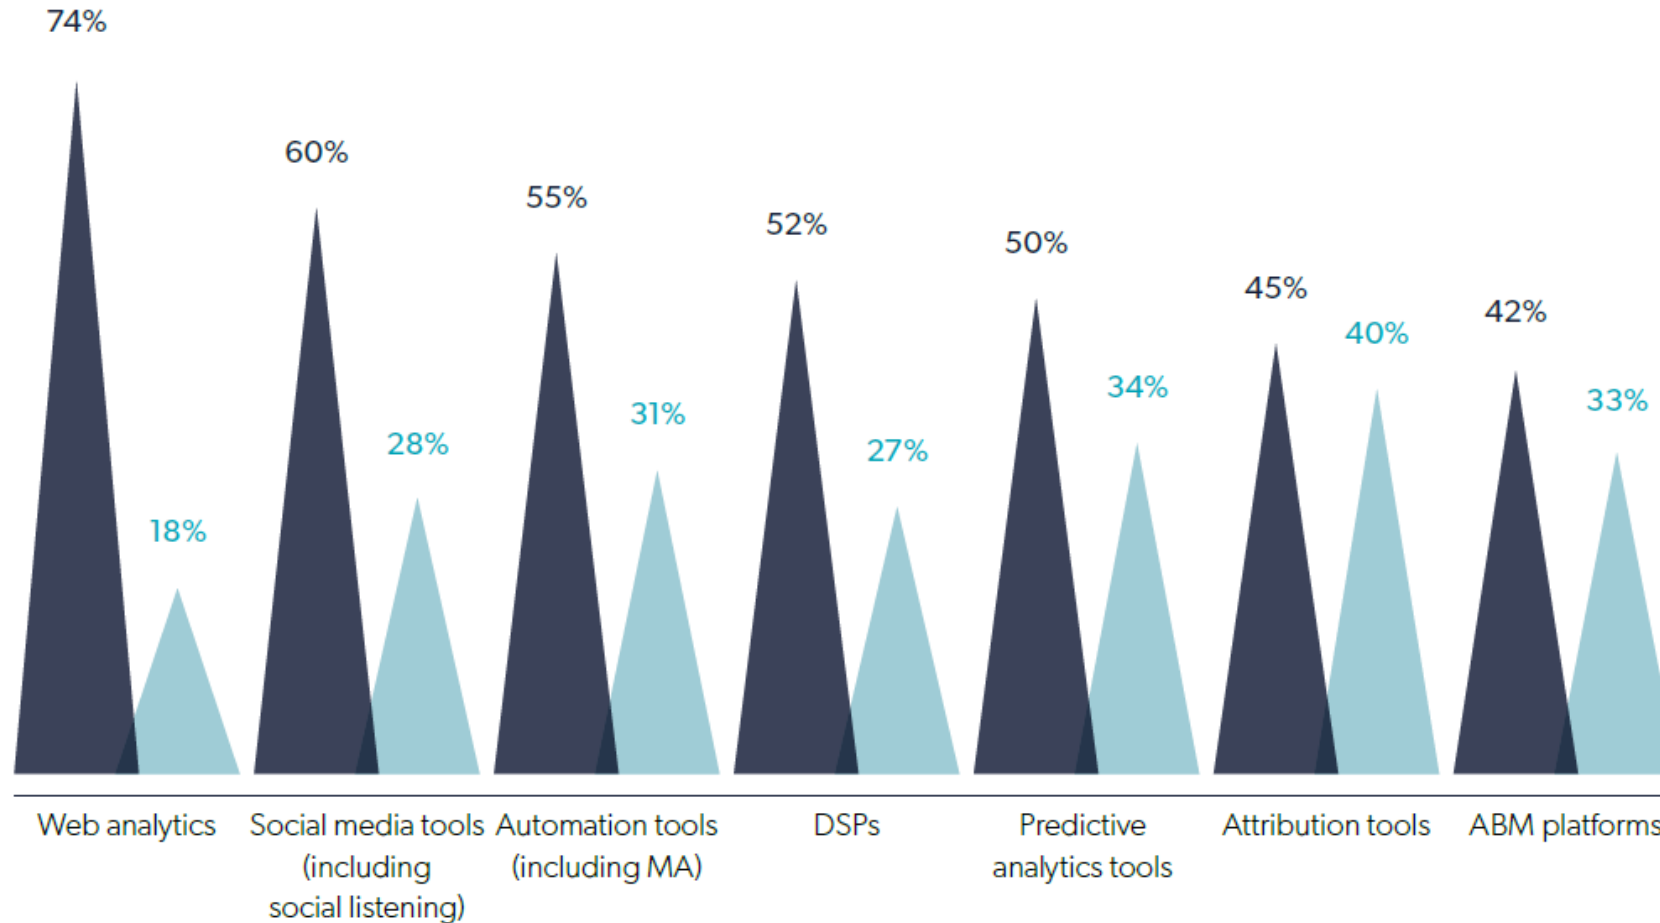 74%
60%
55%
52%
50%
45%
42%
40%
34%
33%
31%
28%
27%
18%
Web analytics
Social media tools
(including
social listening)
Automation tools
(including MA)
DSPs
Predictive
analytics tools
Attribution tools
ABM platforms